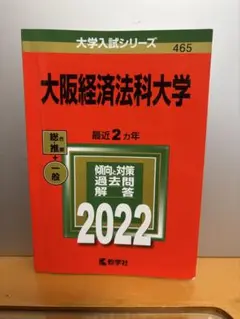 大学入試シリーズ
465
大阪経済法科大学
総合
推薦
+
一般
最近2カ年
傾向と対策
過去問
解答
2022
教学社